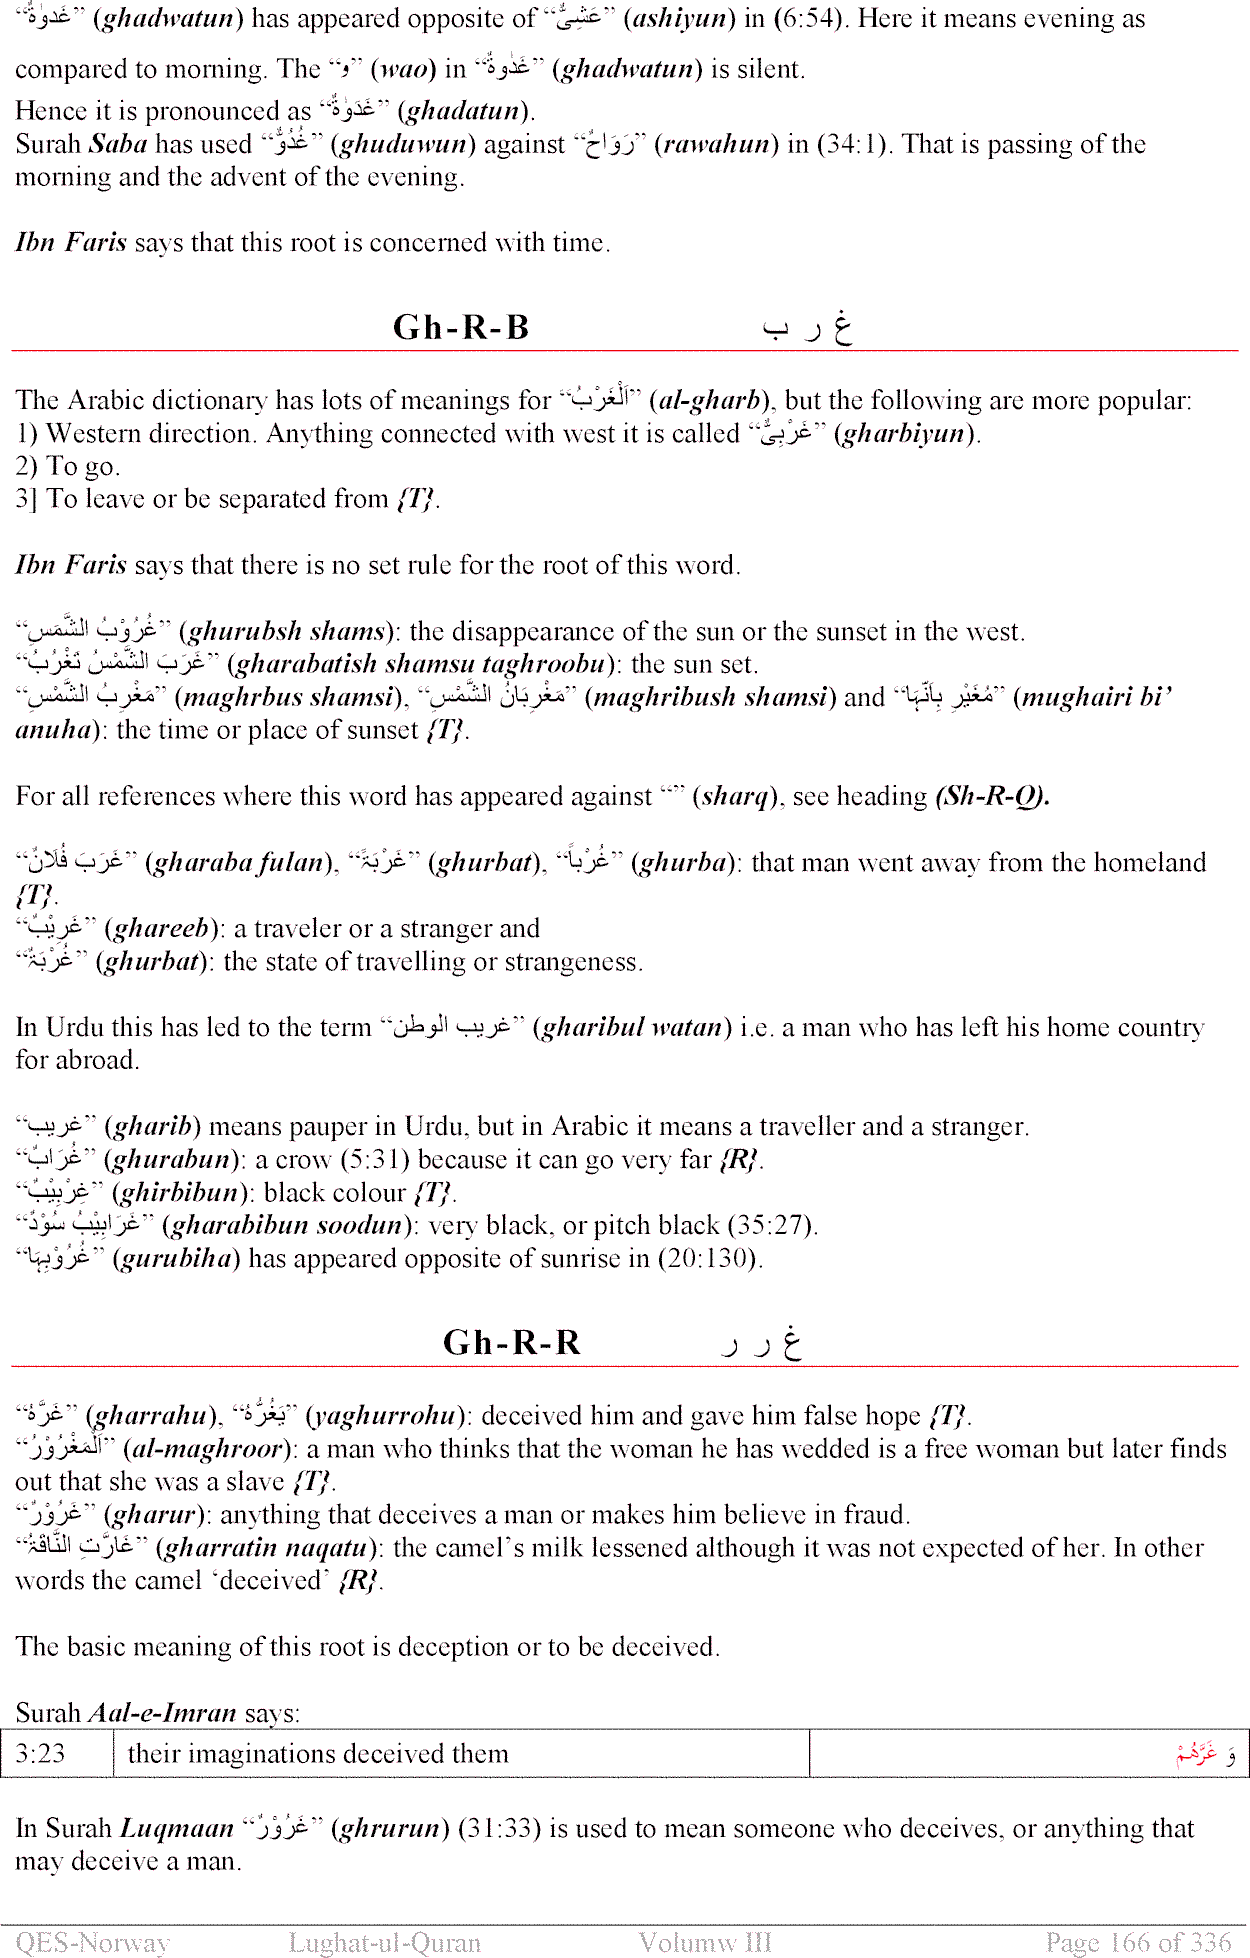 “غَدوٰۃٌ” (ghadwatun) has appeared opposite of “عَشِیٌّ” (ashiyun) in (6:54). Here it means evening as
compared to morning. The “و” (wao) in “غَدٰوۃٌ” (ghadwatun) is silent.
Hence it is pronounced as “غَدَوٰۃٌ” (ghadatun).
Surah Saba has used “غُدُوٌّ” (ghuduwun) against “رَوَاحٌ” (rawahun) in (34:1). That is passing of the
morning and the advent of the evening.
Ibn Faris says that this root is concerned with time.
Gh-R-B غ ر ب
The Arabic dictionary has lots of meanings for “اَلْغَرْبُ” (al-gharb), but the following are more popular:
1) Western direction. Anything connected with west it is called “غَرْبِیٌّ” (gharbiyun).
2) To go.
3] To leave or be separated from {T}.
Ibn Faris says that there is no set rule for the root of this word.
“غُرُوْبُ الشَّمَسِ” (ghurubsh shams): the disappearance of the sun or the sunset in the west.
“غَرَبَ الشَّمْسُ تَغْرُبُ” (gharabatish shamsu taghroobu): the sun set.
“مَغْرِبُ الشَّمْسِ” (maghrbus shamsi), “مَغْرِبَانُ الشَّمْسِ” (maghribush shamsi) and “مُغَیْرِ بِاَنّہَا” (mughairi bi’
anuha): the time or place of sunset {T}.
For all references where this word has appeared against “” (sharq), see heading (Sh-R-Q).
“غَرَبَ فُلَانٌ” (gharaba fulan), “غَرْبَۃً” (ghurbat), “غُرْباً” (ghurba): that man went away from the homeland
{T}.
“غَرِیْبٌ” (ghareeb): a traveler or a stranger and
“غُرْبَۃٌ” (ghurbat): the state of travelling or strangeness.
In Urdu this has led to the term “غریب الوطن” (gharibul watan) i.e. a man who has left his home country
for abroad.
“غریب” (gharib) means pauper in Urdu, but in Arabic it means a traveller and a stranger.
“غُرَابٌ” (ghurabun): a crow (5:31) because it can go very far {R}.
“غِرْبِیْبٌ” (ghirbibun): black colour {T}.
“غَرَابِیْبُ سُوْدٌ” (gharabibun soodun): very black, or pitch black (35:27).
“غُرُوْبِہَا” (gurubiha) has appeared opposite of sunrise in (20:130).
Gh-R-R غ ر ر
“غَرَّہٗ” (gharrahu), “یَغُرُّہٗ” (yaghurrohu): deceived him and gave him false hope {T}.
“اَلْمَغْرُوْرُ” (al-maghroor): a man who thinks that the woman he has wedded is a free woman but later finds
out that she was a slave {T}.
“غَرُوْرٌ” (gharur): anything that deceives a man or makes him believe in fraud.
“غَارَّتِ النَّاقَۃُ” (gharratin naqatu): the camel’s milk lessened although it was not expected of her. In other
words the camel ‘deceived’ {R}.
The basic meaning of this root is deception or to be deceived.
Surah Aal-e-Imran says:
3:23 their imaginations deceived them وَ غَرَّهُمْ
In Surah Luqmaan “غَرُوْرٌ” (ghrurun) (31:33) is used to mean someone who deceives, or anything that
may deceive a man.
QES-Norway Lughat-ul-Quran Volumw III Page 166 of 336